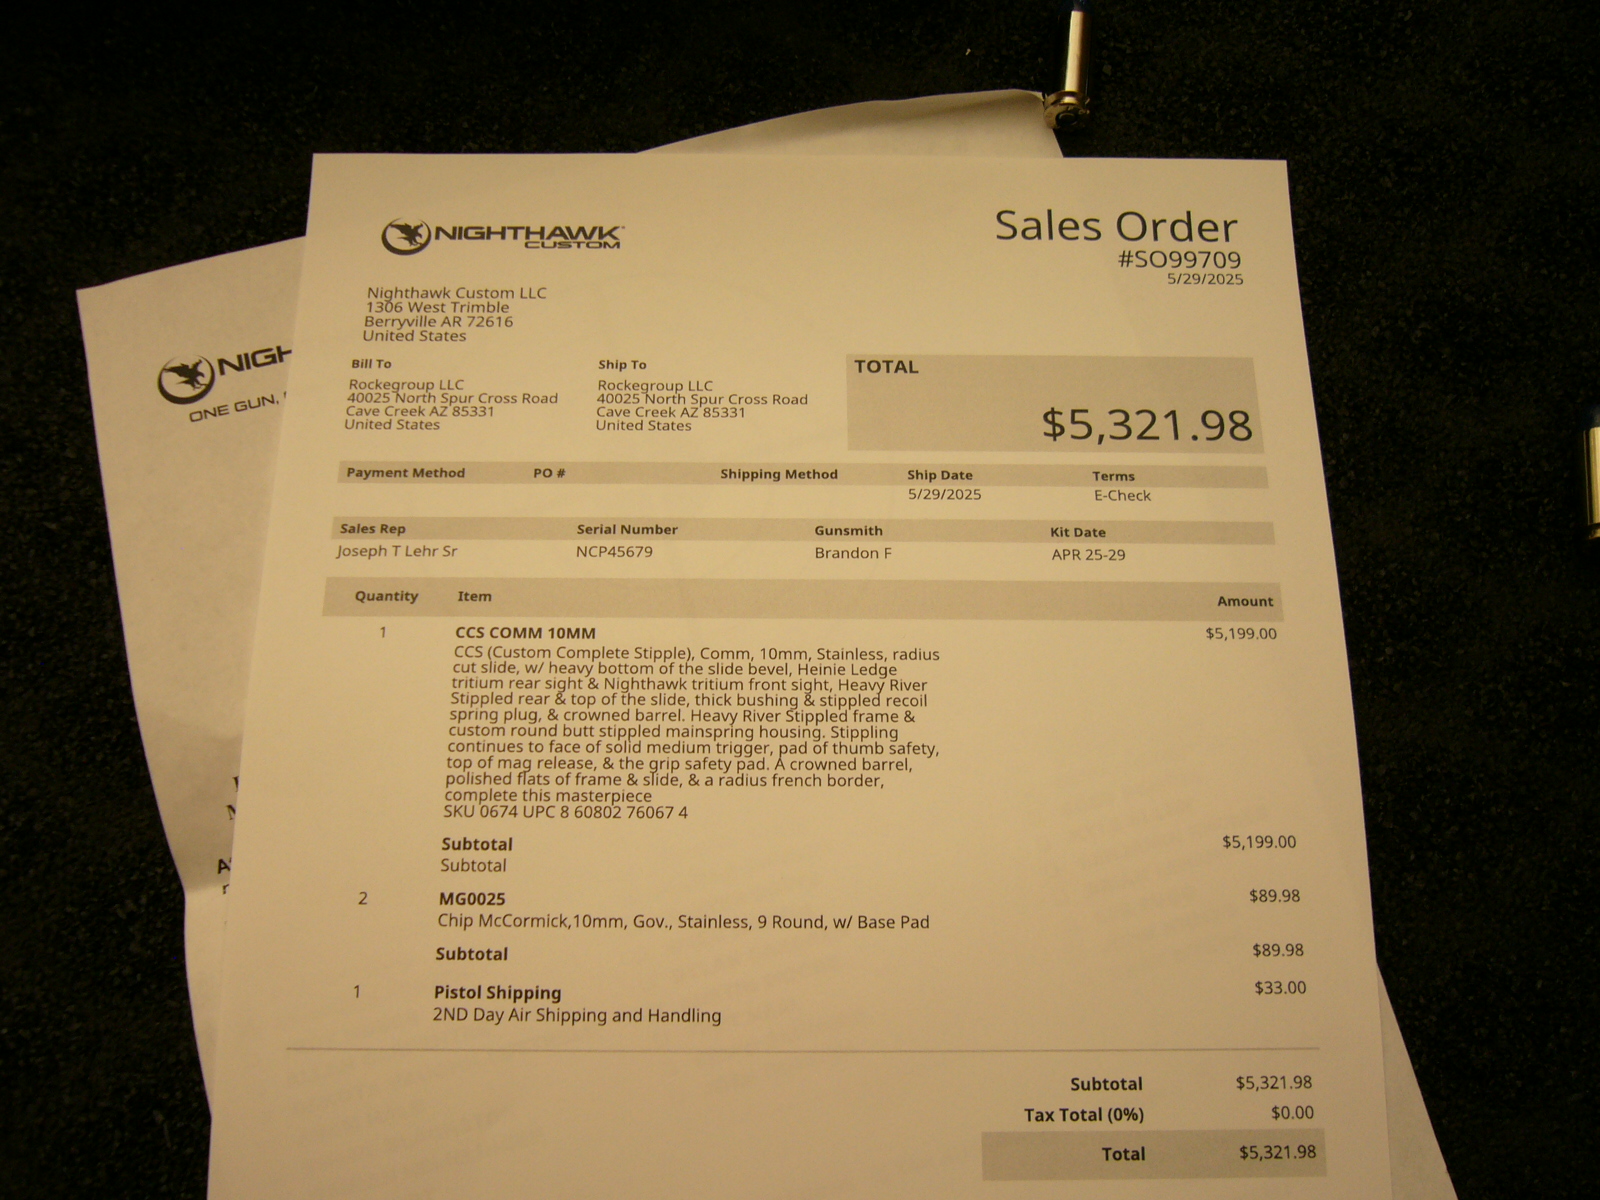 NIGHTHAWK
CUSTOM
Sales Order
#SO99709
5/29/2025
Nighthawk Custom LLC
1306 West Trimble
Berryville AR 72616
United States
Bill To
Rockegroup LLC
40025 North Spur Cross Road
Cave Creek AZ 85331
United States
Ship To
Rockegroup LLC
40025 North Spur Cross Road
Cave Creek AZ 85331
United States
TOTAL
$5,321.98
NIGH
ONE GUN,
Payment Method PO # Shipping Method Ship Date Terms
5/29/2025 E-Check
Sales Rep Serial Number Gunsmith Kit Date
Joseph T Lehr Sr NCP45679 Brandon F APR 25-29
Quantity Item Amount
1 CCS COMM 10MM $5,199.00
CCS (Custom Complete Stipple), Comm, 10mm, Stainless, radius
cut slide, w/ heavy bottom of the slide bevel, Heinie Ledge
tritium rear sight & Nighthawk tritium front sight, Heavy River
Stippled rear & top of the slide, thick bushing & stippled recoil
spring plug, & crowned barrel. Heavy River Stippled frame &
custom round butt stippled mainspring housing. Stippling
continues to face of solid medium trigger, pad of thumb safety,
top of mag release, & the grip safety pad. A crowned barrel,
polished flats of frame & slide, & a radius french border,
complete this masterpiece
SKU 0674 UPC 8 60802 76067 4
Subtotal $5,199.00
Subtotal
2 MG0025 $89.98
Chip McCormick,10mm, Gov., Stainless, 9 Round, w/ Base Pad
Subtotal $89.98
1 Pistol Shipping $33.00
2ND Day Air Shipping and Handling
Subtotal $5,321.98
Tax Total (0%) $0.00
Total $5,321.98